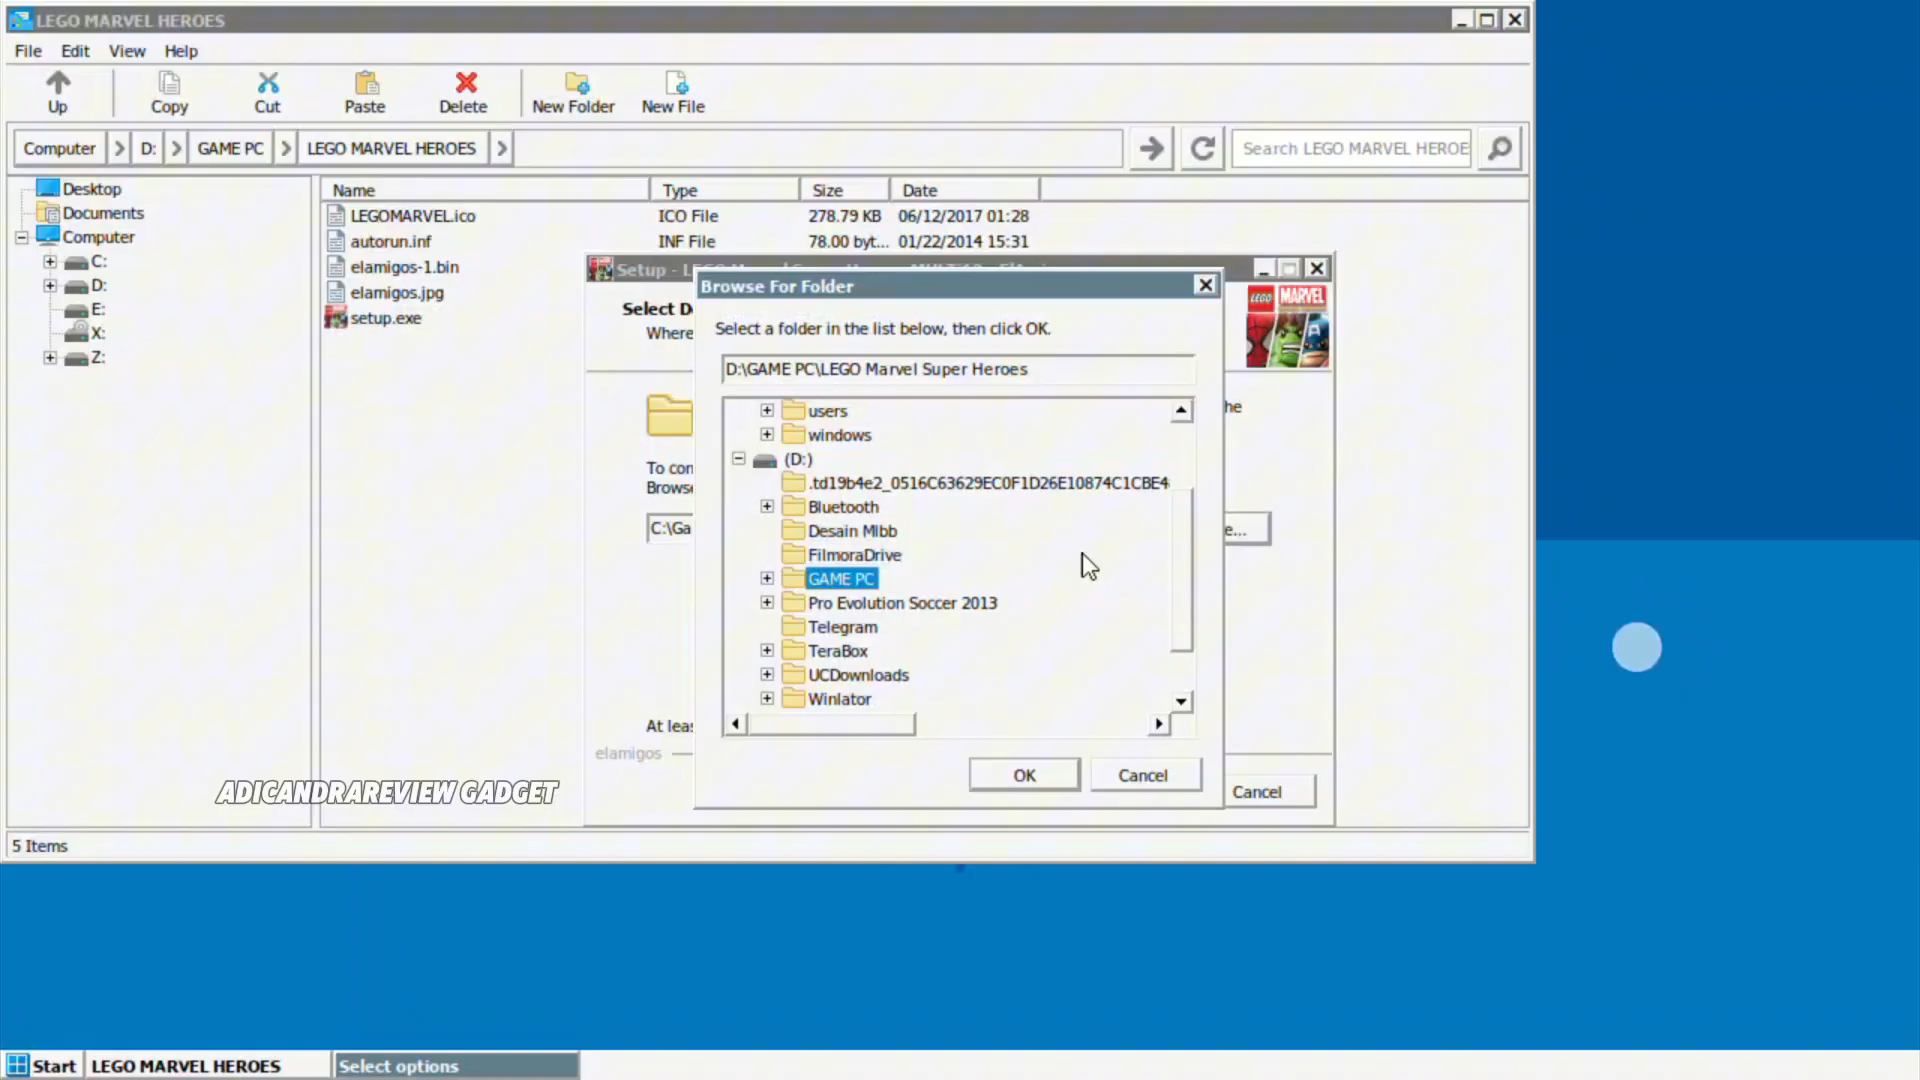 LEGO MARVEL HEROES
File Edit View Help
Up Copy Cut Paste Delete New Folder New File
Computer D: GAME PC LEGO MARVEL HEROES Search LEGO MARVEL HEROE
Desktop
Documents
Computer
C:
D:
E:
X:
Z:
Name Type Size Date
LEGOMARVEL.ico ICO File 278.79 KB 06/12/2017 01:28
autorun.inf INF File 78.00 byt... 01/22/2014 15:31
elamigos-1.bin
elamigos.jpg
setup.exe
Setup - LE
Select D
Where
LEGO MARVEL
he
To con
Browse
C:\Ga
e...
At leas
elamigos
Cancel
Browse For Folder
Select a folder in the list below, then click OK.
D:\GAME PC\LEGO Marvel Super Heroes
users
windows
(D:)
.td19b4e2_0516C63629EC0F1D26E10874C1CBE4
Bluetooth
Desain Mlbb
FilmoraDrive
GAME PC
Pro Evolution Soccer 2013
Telegram
TeraBox
UCDownloads
Winlator
OK Cancel
ADICANDRAREVIEW GADGET
5 Items
Start LEGO MARVEL HEROES Select options